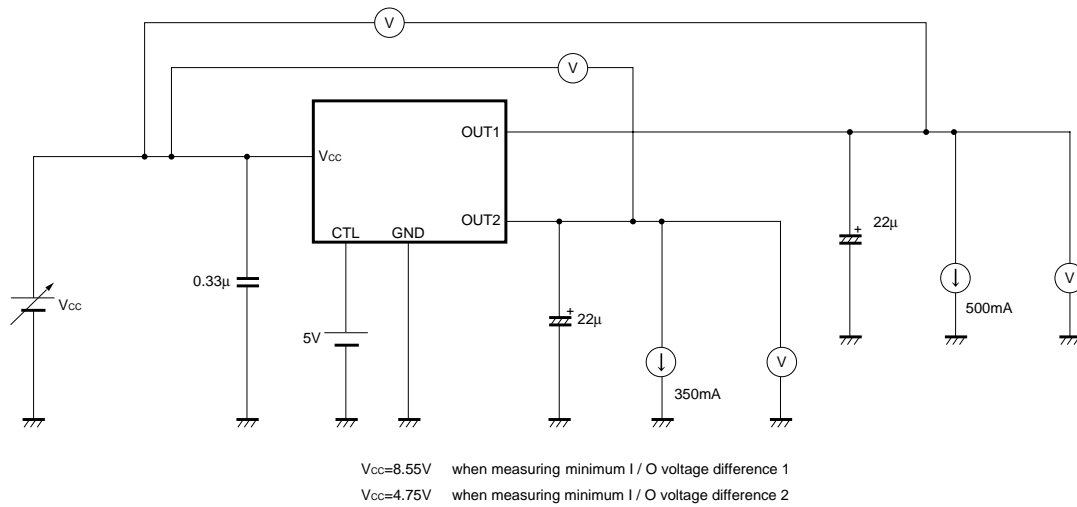 V
V
OUT1
Vcc
OUT2
CTL
GND
+
22μ
0.33μ
Vcc
500mA
V
+
22μ
5V
V
350mA
Vcc=8.55V when measuring minimum I / O voltage difference 1
Vcc=4.75V when measuring minimum I / O voltage difference 2